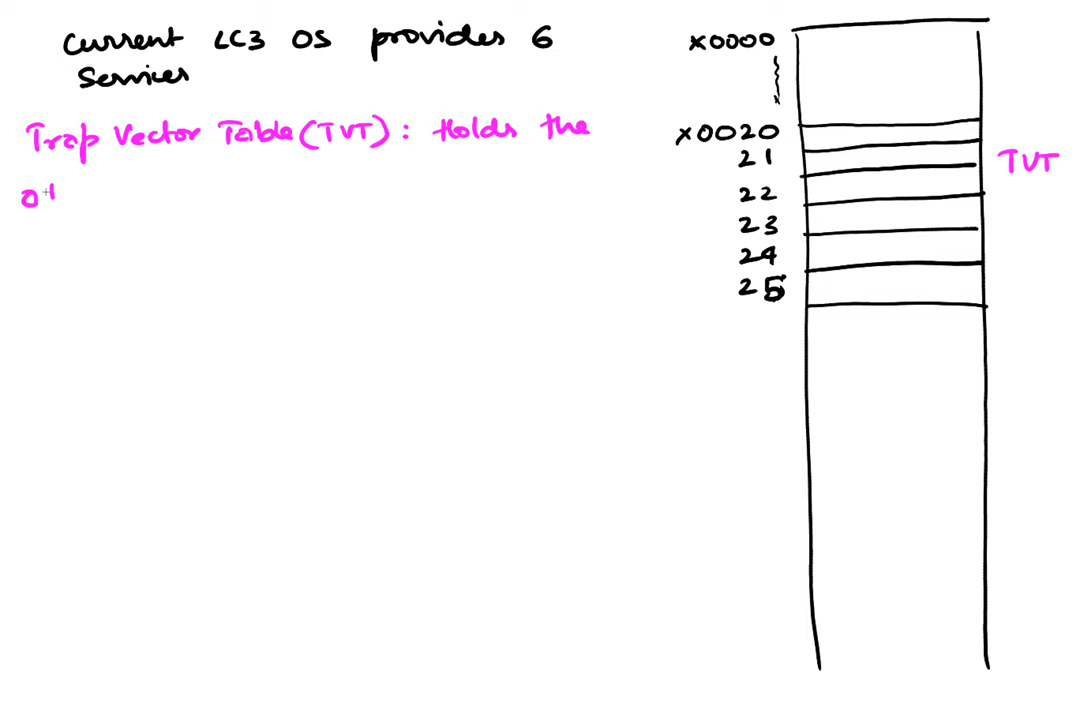 Current LC3 OS provides 6
Services
Trap Vector Table (TVT) : Holds the
x0000
x0020
21
22
23
24
25
TVT